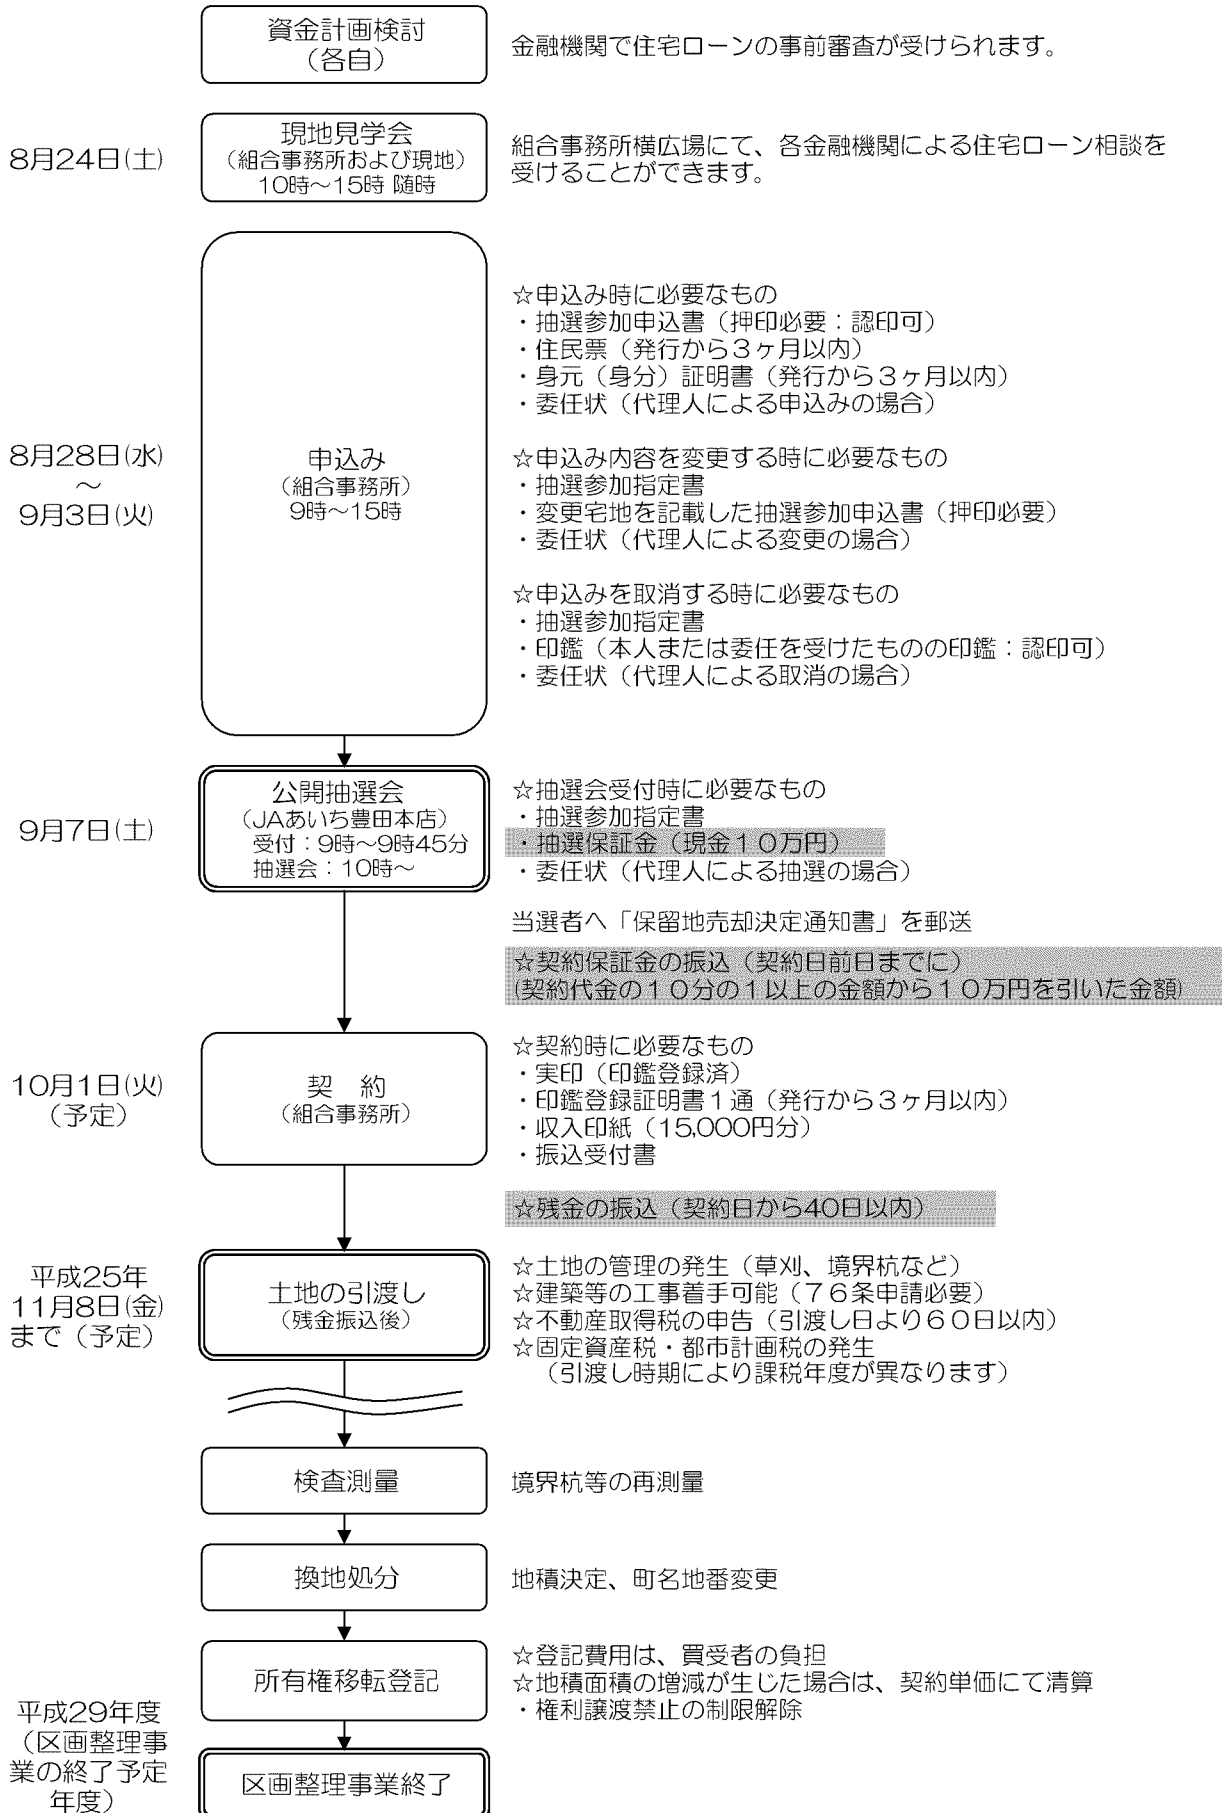 資金計画検討
（各自）
金融機関で住宅ローンの事前審査が受けられます。
8月24日(土)
現地見学会
（組合事務所および現地）
10時～15時 随時
組合事務所横広場にて、各金融機関による住宅ローン相談を
受けることができます。
8月28日(水)
～
9月3日(火)
申込み
（組合事務所）
9時～15時
☆申込み時に必要なもの
・抽選参加申込書（押印必要：認印可）
・住民票（発行から３ヶ月以内）
・身元（身分）証明書（発行から３ヶ月以内）
・委任状（代理人による申込みの場合）
☆申込み内容を変更する時に必要なもの
・抽選参加指定書
・変更宅地を記載した抽選参加申込書（押印必要）
・委任状（代理人による変更の場合）
☆申込みを取消する時に必要なもの
・抽選参加指定書
・印鑑（本人または委任を受けたものの印鑑：認印可）
・委任状（代理人による取消の場合）
9月7日(土)
公開抽選会
（JAあいち豊田本店）
受付：9時～9時45分
抽選会：10時～
☆抽選会受付時に必要なもの
・抽選参加指定書
・抽選保証金（現金１０万円）
・委任状（代理人による抽選の場合）
当選者へ「保留地売却決定通知書」を郵送
☆契約保証金の振込（契約日前日までに）
(契約代金の１０分の１以上の金額から１０万円を引いた金額)
10月1日(火)
（予定）
契　約
（組合事務所）
☆契約時に必要なもの
・実印（印鑑登録済）
・印鑑登録証明書１通（発行から３ヶ月以内）
・収入印紙（15,000円分）
・振込受付書
☆残金の振込（契約日から40日以内）
平成25年
11月8日(金)
まで（予定）
土地の引渡し
（残金振込後）
☆土地の管理の発生（草刈、境界杭など）
☆建築等の工事着手可能（７６条申請必要）
☆不動産取得税の申告（引渡し日より６０日以内）
☆固定資産税・都市計画税の発生
（引渡し時期により課税年度が異なります）
検査測量
境界杭等の再測量
換地処分
地積決定、町名地番変更
所有権移転登記
☆登記費用は、買受者の負担
☆地積面積の増減が生じた場合は、契約単価にて清算
・権利譲渡禁止の制限解除
平成29年度
（区画整理事
業の終了予定
年度）
区画整理事業終了